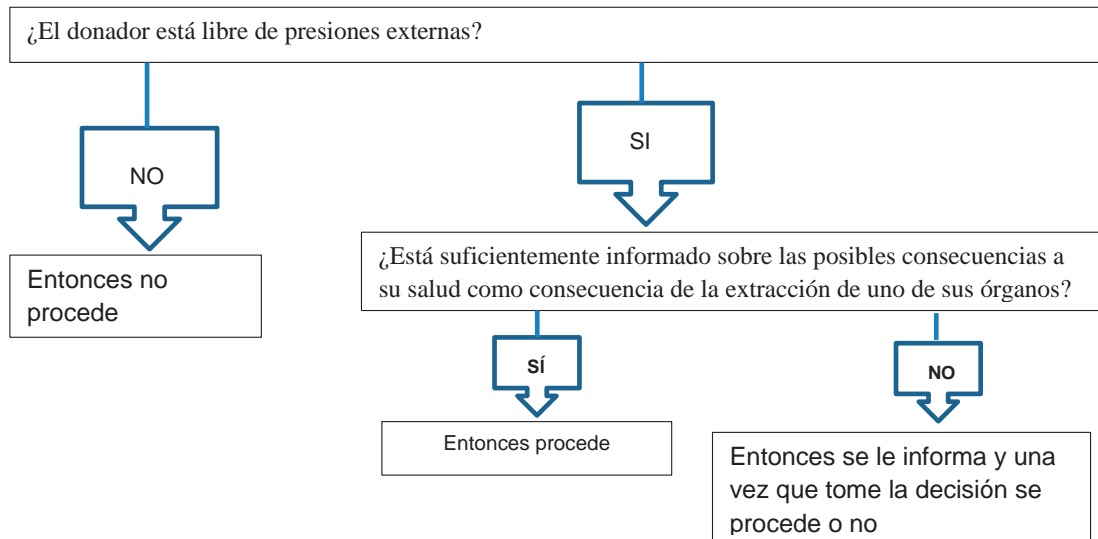 ¿El donador está libre de presiones externas?
NO
SI
Entonces no
procede
¿Está suficientemente informado sobre las posibles consecuencias a
su salud como consecuencia de la extracción de uno de sus órganos?
SÍ
NO
Entonces procede
Entonces se le informa y una
vez que tome la decisión se
procede o no